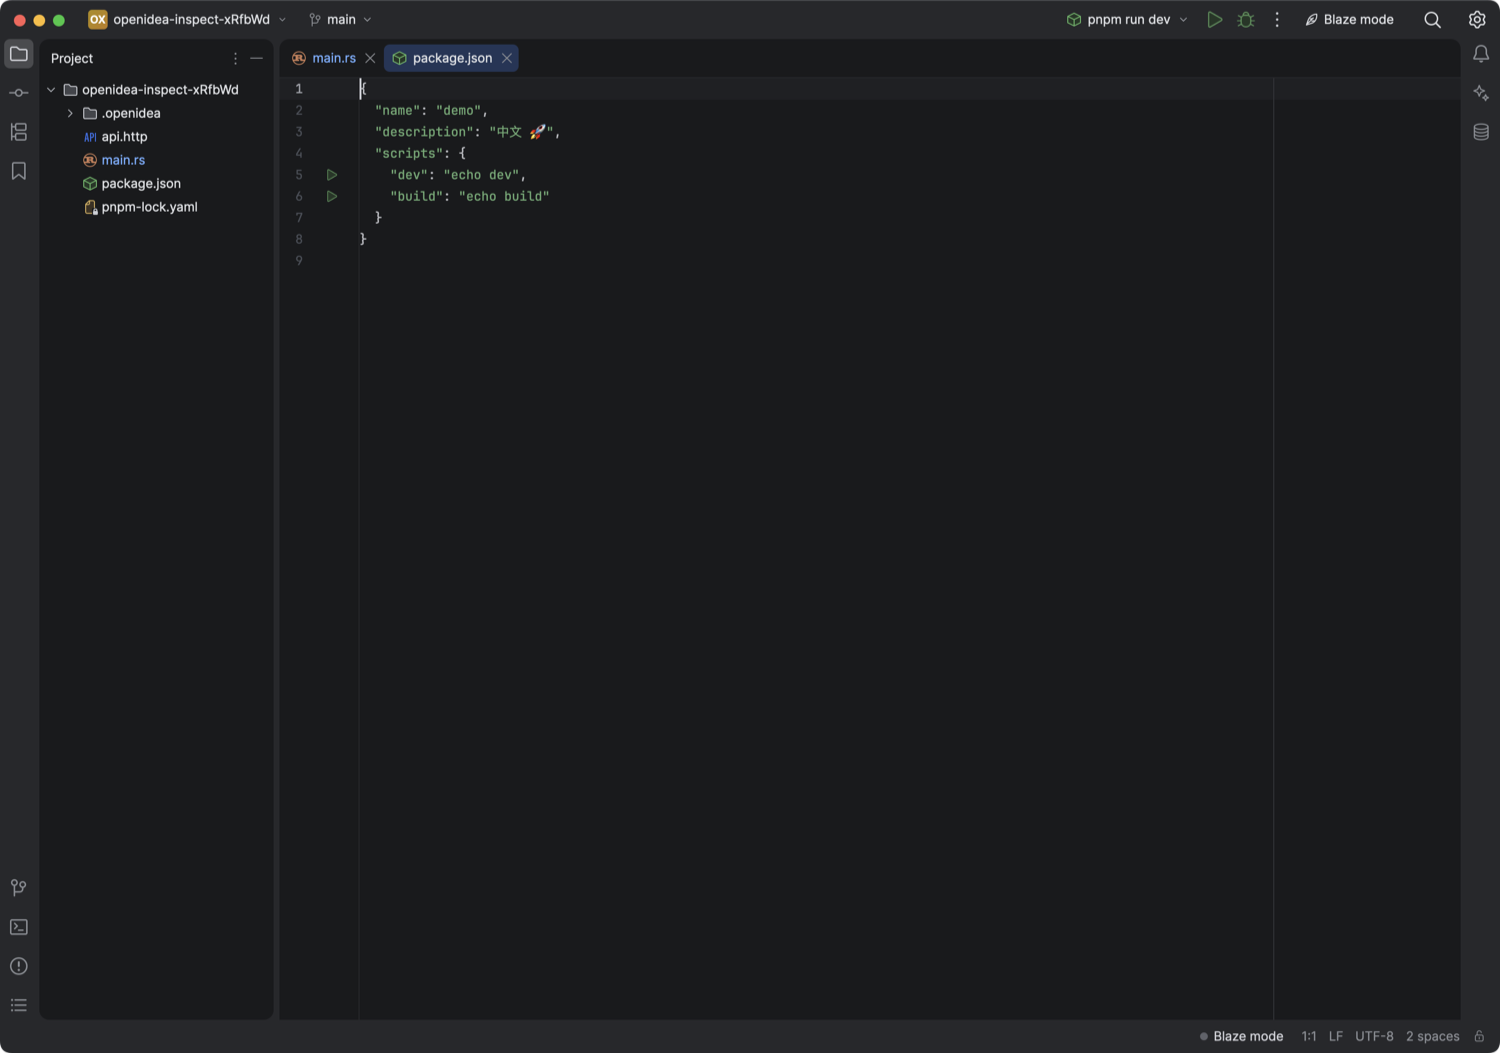 OX openidea-inspect-xRfbWd main pnpm run dev Blaze mode
Project
openidea-inspect-xRfbWd
.openidea
API api.http
main.rs
package.json
pnpm-lock.yaml
main.rs package.json
1 {
2 "name": "demo",
3 "description": "中文 🚀",
4 "scripts": {
5 "dev": "echo dev",
6 "build": "echo build"
7 }
8 }
9
Blaze mode 1:1 LF UTF-8 2 spaces